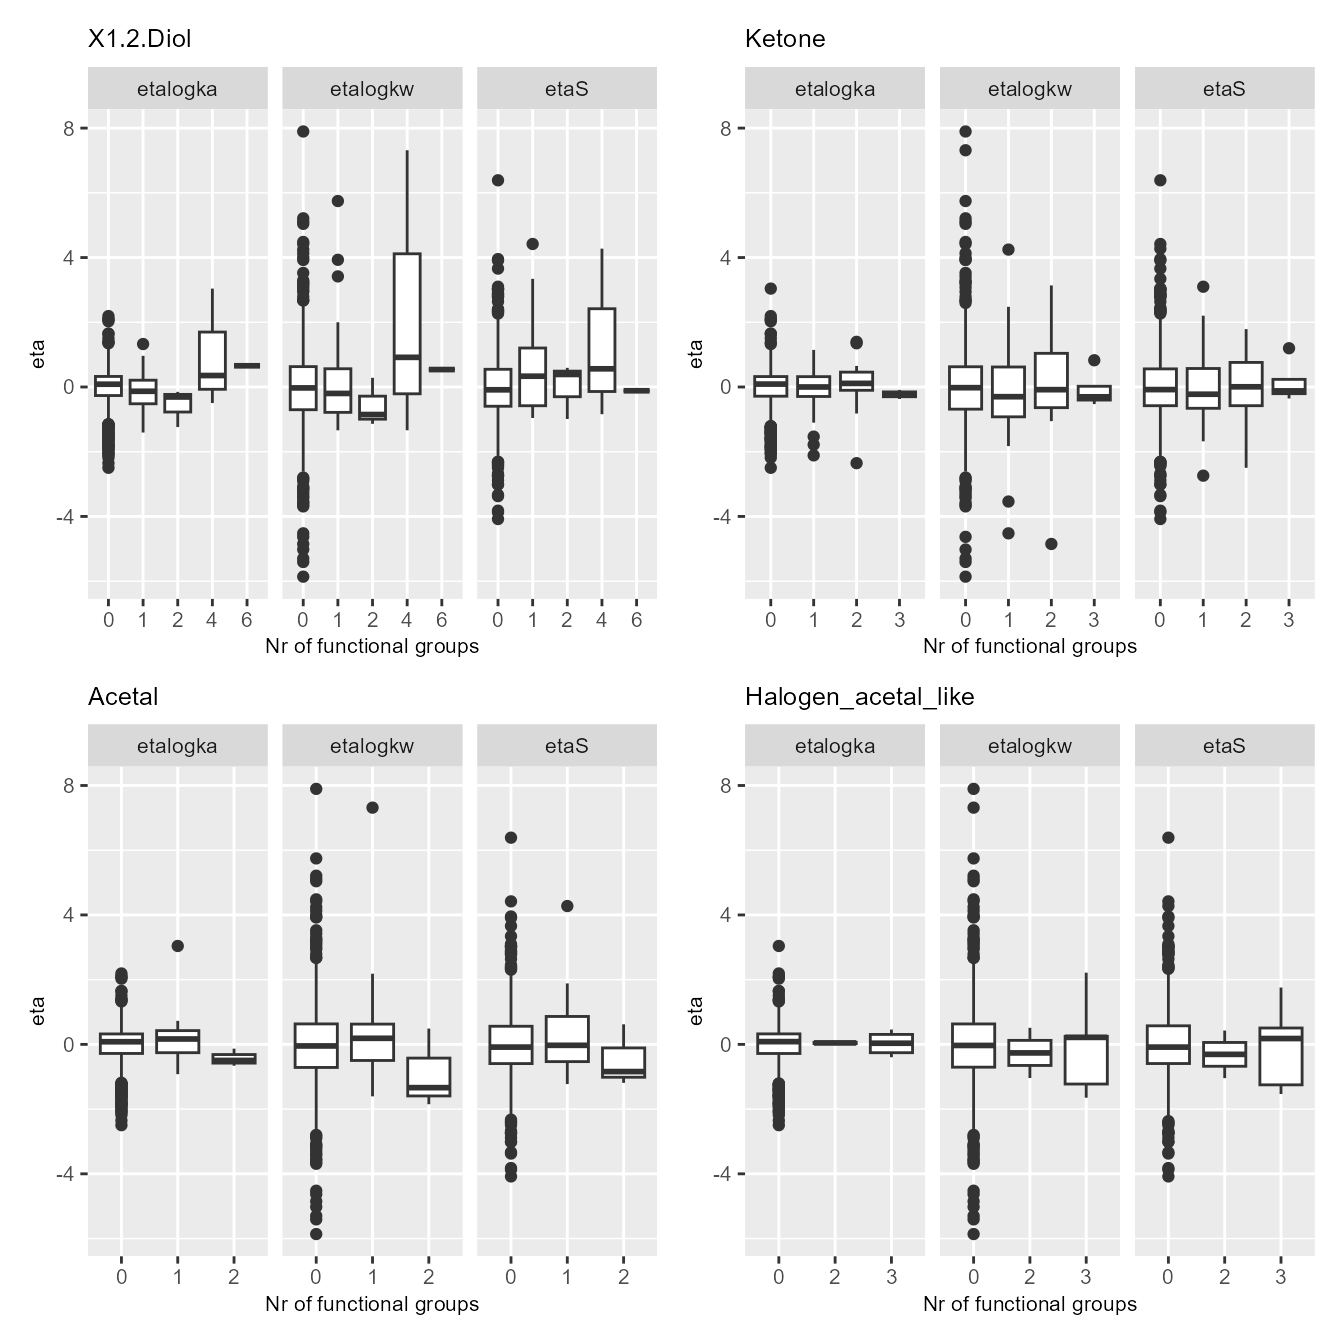 X1.2.Diol
etalogka etalogkw etaS
8
4
0
-4
eta
0 1 2 4 6 0 1 2 4 6 0 1 2 4 6
Nr of functional groups
Ketone
etalogka etalogkw etaS
8
4
0
-4
eta
0 1 2 3 0 1 2 3 0 1 2 3
Nr of functional groups
Acetal
etalogka etalogkw etaS
8
4
0
-4
eta
0 1 2 0 1 2 0 1 2
Nr of functional groups
Halogen_acetal_like
etalogka etalogkw etaS
8
4
0
-4
eta
0 2 3 0 2 3 0 2 3
Nr of functional groups